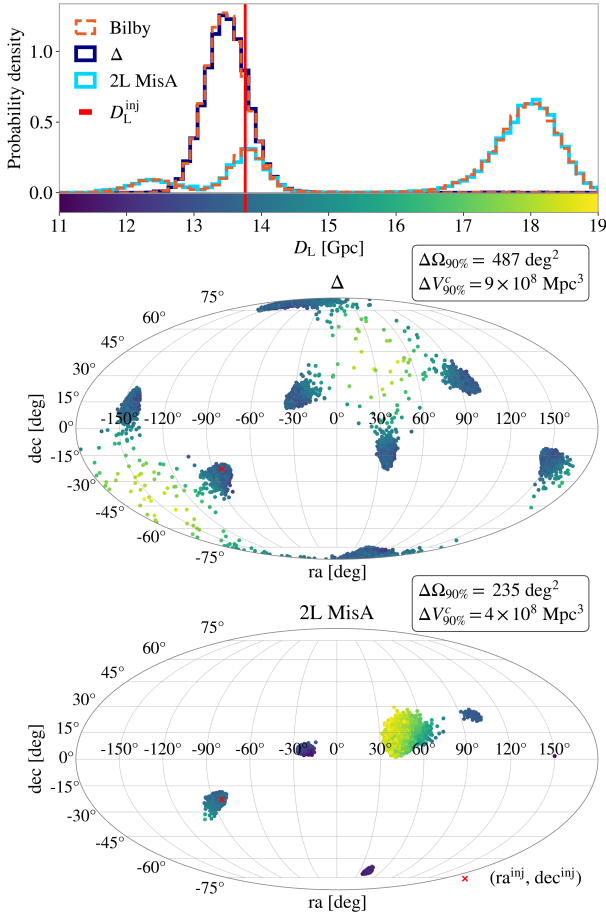 Probability density
1.0
0.5
0.0
Bilby
Δ
2L MisA
D_L^inj
11 12 13 14 15 16 17 18 19
D_L [Gpc]
ΔΩ_90% = 487 deg²
ΔV^c_90% = 9 × 10⁸ Mpc³
Δ
75°
60°
45°
30°
15°
0°
-15°
-30°
-45°
-60°
-75°
-150° -120° -90° -60° -30° 0° 30° 60° 90° 120° 150°
dec [deg]
ra [deg]
ΔΩ_90% = 235 deg²
ΔV^c_90% = 4 × 10⁸ Mpc³
2L MisA
75°
60°
45°
30°
15°
0°
-15°
-30°
-45°
-60°
-75°
-150° -120° -90° -60° -30° 0° 30° 60° 90° 120° 150°
dec [deg]
(ra^inj, dec^inj)
ra [deg]